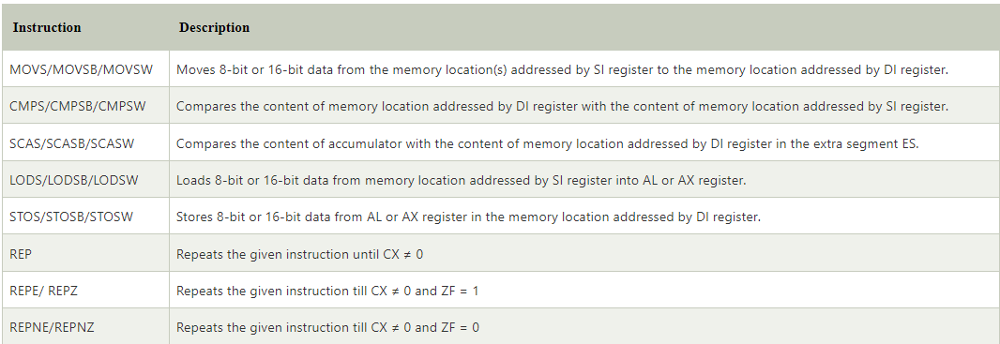 Instruction Description
MOVS/MOVSB/MOVSW Moves 8-bit or 16-bit data from the memory location(s) addressed by SI register to the memory location addressed by DI register.
CMPS/CMPSB/CMPSW Compares the content of memory location addressed by DI register with the content of memory location addressed by SI register.
SCAS/SCASB/SCASW Compares the content of accumulator with the content of memory location addressed by DI register in the extra segment ES.
LODS/LODSB/LODSW Loads 8-bit or 16-bit data from memory location addressed by SI register into AL or AX register.
STOS/STOSB/STOSW Stores 8-bit or 16-bit data from AL or AX register in the memory location addressed by DI register.
REP Repeats the given instruction until CX ≠ 0
REPE/ REPZ Repeats the given instruction till CX ≠ 0 and ZF = 1
REPNE/REPNZ Repeats the given instruction till CX ≠ 0 and ZF = 0